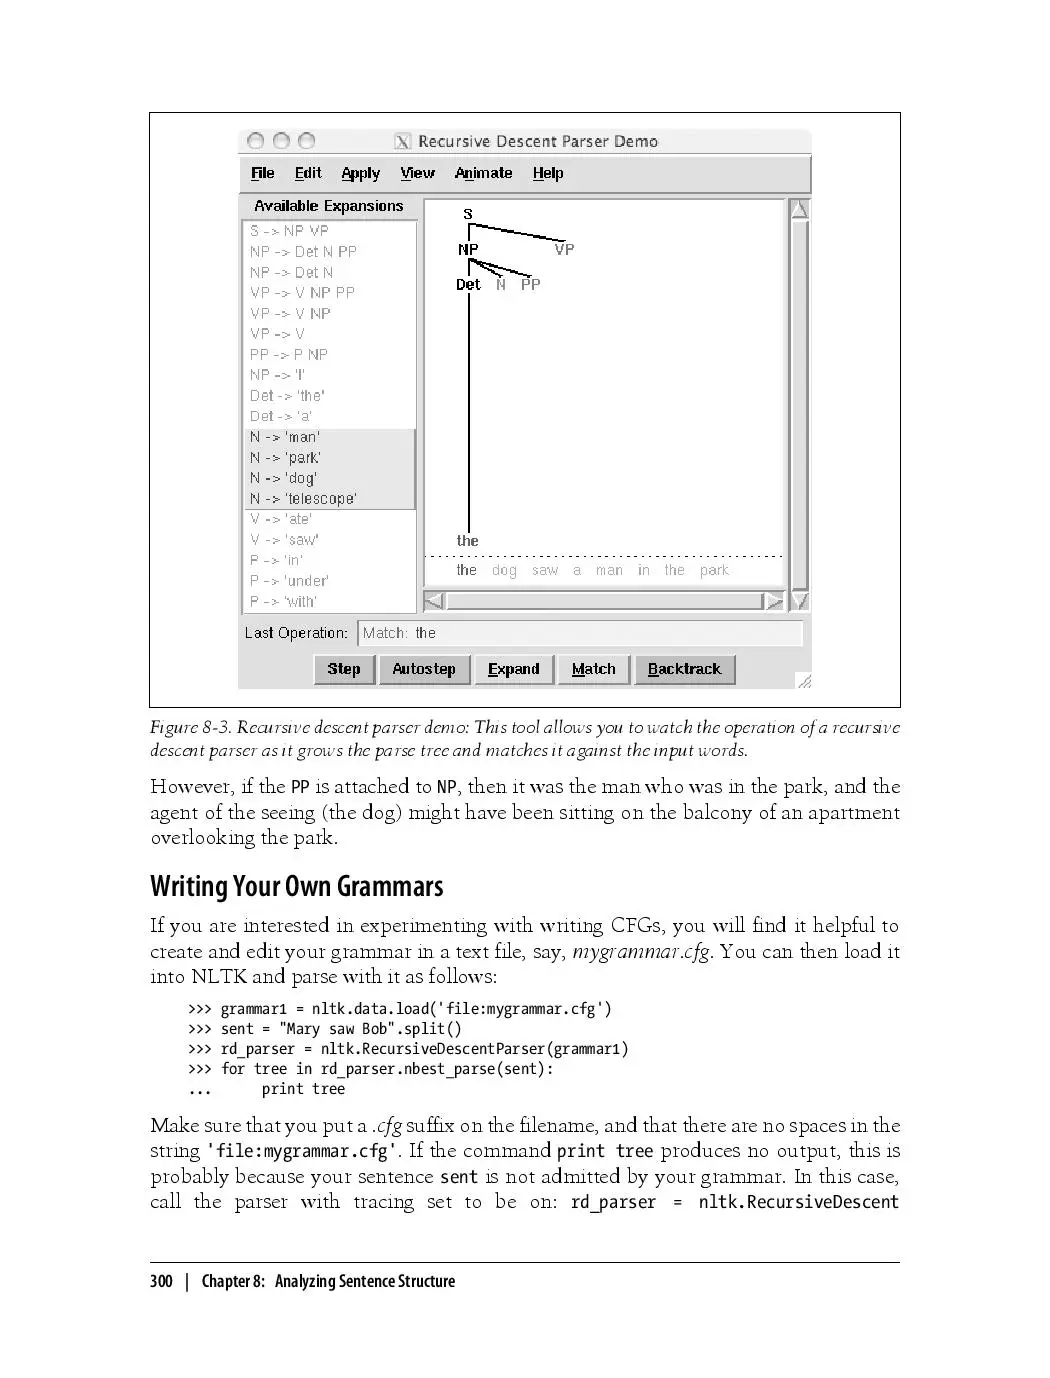 Recursive Descent Parser Demo
File Edit Apply View Animate Help
Available Expansions
S -> NP VP
NP -> Det N PP
NP -> Det N
VP -> V NP PP
VP -> V NP
VP -> V
PP -> P NP
NP -> 'I'
Det -> 'the'
Det -> 'a'
N -> 'man'
N -> 'park'
N -> 'dog'
N -> 'telescope'
V -> 'ate'
V -> 'saw'
P -> 'in'
P -> 'under'
P -> 'with'
S
NP VP
Det N PP
the
the dog saw a man in the park
Last Operation: Match: the
Step Autostep Expand Match Backtrack
Figure 8-3. Recursive descent parser demo: This tool allows you to watch the operation of a recursive
descent parser as it grows the parse tree and matches it against the input words.
However, if the PP is attached to NP, then it was the man who was in the park, and the
agent of the seeing (the dog) might have been sitting on the balcony of an apartment
overlooking the park.
Writing Your Own Grammars
If you are interested in experimenting with writing CFGs, you will find it helpful to
create and edit your grammar in a text file, say, mygrammar.cfg. You can then load it
into NLTK and parse with it as follows:
>>> grammar1 = nltk.data.load('file:mygrammar.cfg')
>>> sent = "Mary saw Bob".split()
>>> rd_parser = nltk.RecursiveDescentParser(grammar1)
>>> for tree in rd_parser.nbest_parse(sent):
...      print tree
Make sure that you put a .cfg suffix on the filename, and that there are no spaces in the
string 'file:mygrammar.cfg'. If the command print tree produces no output, this is
probably because your sentence sent is not admitted by your grammar. In this case,
call the parser with tracing set to be on: rd_parser = nltk.RecursiveDescent
300 | Chapter 8: Analyzing Sentence Structure